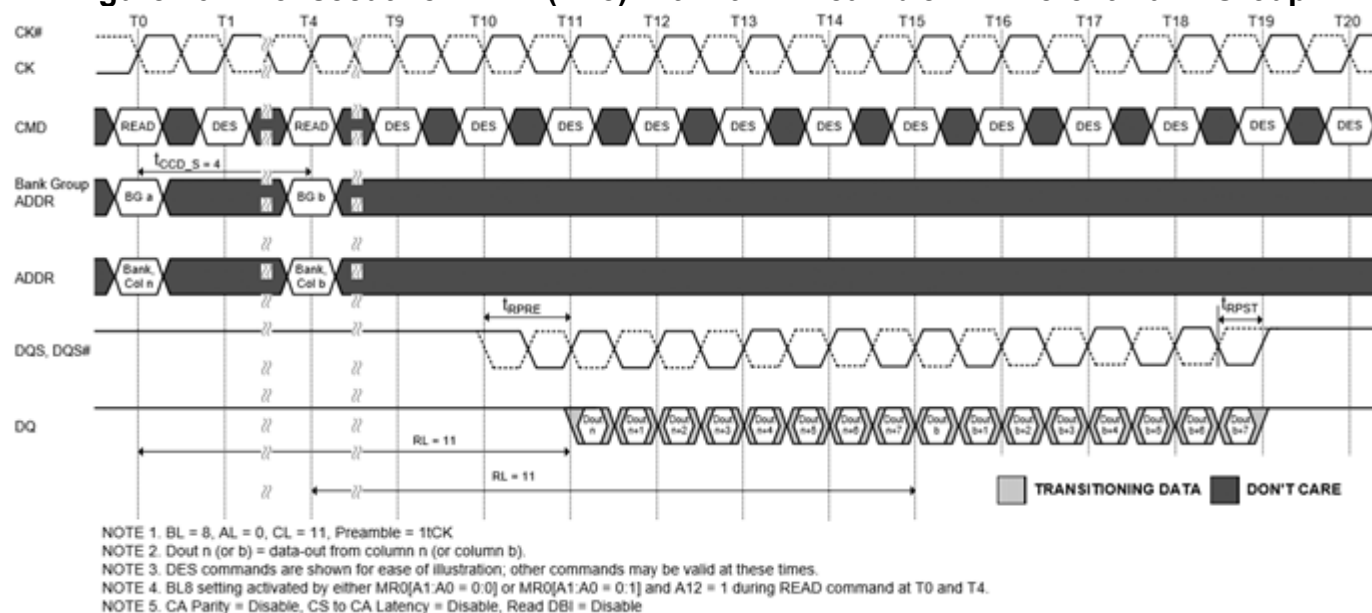 T0 T1 T4 T9 T10 T11 T12 T13 T14 T15 T16 T17 T18 T19 T20
CK#
CK
CMD READ DES READ DES DES DES DES DES DES DES DES DES DES DES DES
tCCD_S = 4
Bank Group
ADDR BG a BG b
ADDR Bank, Col n Bank, Col b
tRPRE tRPST
DQS, DQS#
DQ Dout n Dout n+1 Dout n+2 Dout n+3 Dout n+4 Dout n+5 Dout n+6 Dout n+7 Dout b Dout b+1 Dout b+2 Dout b+3 Dout b+4 Dout b+5 Dout b+6 Dout b+7
RL = 11
RL = 11
TRANSITIONING DATA DON'T CARE
NOTE 1. BL = 8, AL = 0, CL = 11, Preamble = 1tCK
NOTE 2. Dout n (or b) = data-out from column n (or column b).
NOTE 3. DES commands are shown for ease of illustration; other commands may be valid at these times.
NOTE 4. BL8 setting activated by either MR0[A1:A0 = 0:0] or MR0[A1:A0 = 0:1] and A12 = 1 during READ command at T0 and T4.
NOTE 5. CA Parity = Disable, CS to CA Latency = Disable, Read DBI = Disable